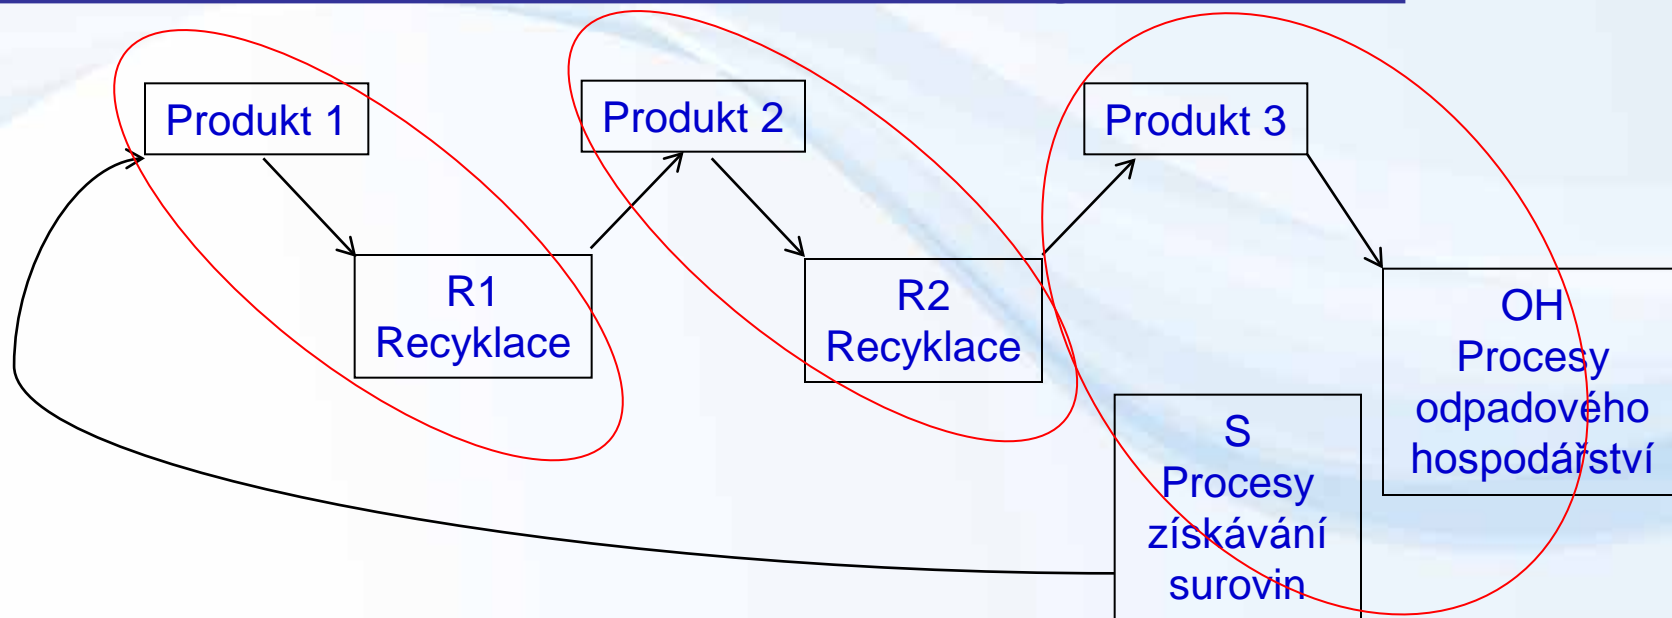 Produkt 1
Produkt 2
Produkt 3
R1
Recyklace
R2
Recyklace
OH
Procesy
odpadového
hospodářství
S
Procesy
získávání
surovin